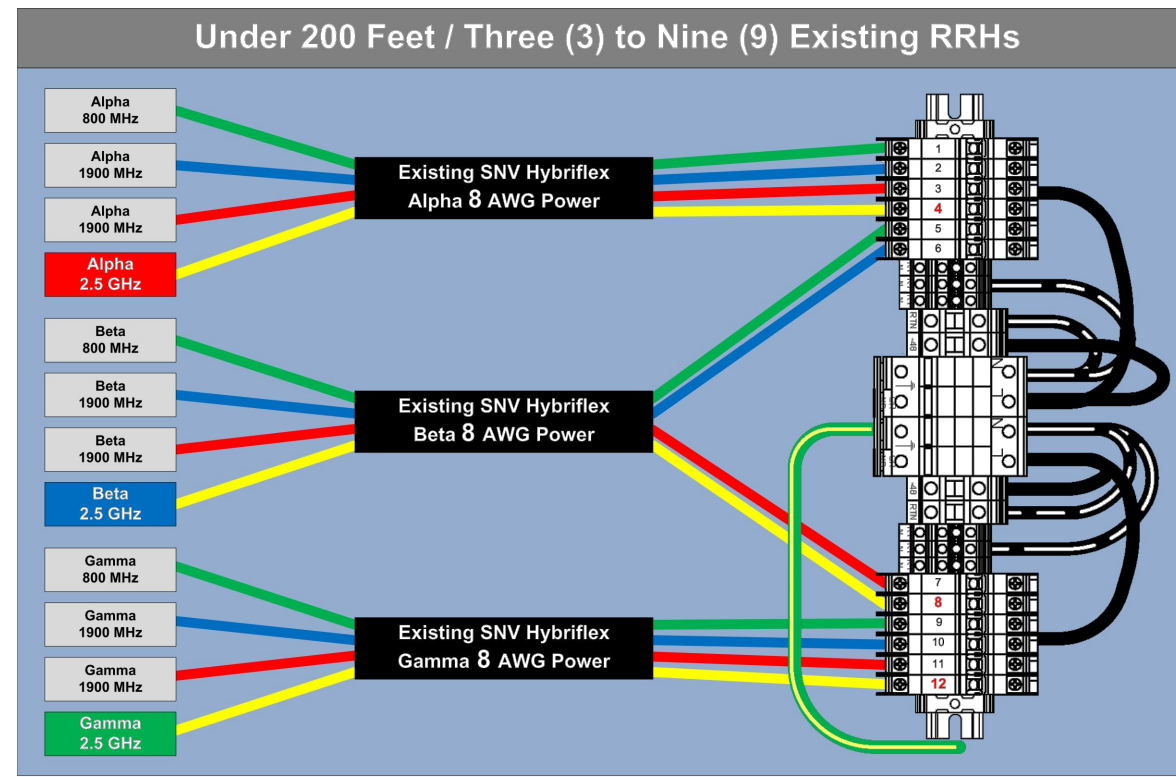 Under 200 Feet / Three (3) to Nine (9) Existing RRHs
Alpha
800 MHz
Alpha
1900 MHz
Alpha
1900 MHz
Alpha
2.5 GHz
Existing SNV Hybriflex
Alpha 8 AWG Power
Beta
800 MHz
Beta
1900 MHz
Beta
1900 MHz
Beta
2.5 GHz
Existing SNV Hybriflex
Beta 8 AWG Power
Gamma
800 MHz
Gamma
1900 MHz
Gamma
1900 MHz
Gamma
2.5 GHz
Existing SNV Hybriflex
Gamma 8 AWG Power
1
2
3
4
5
6
RTN
-48
N
L
N
L
-48
RTN
7
8
9
10
11
12